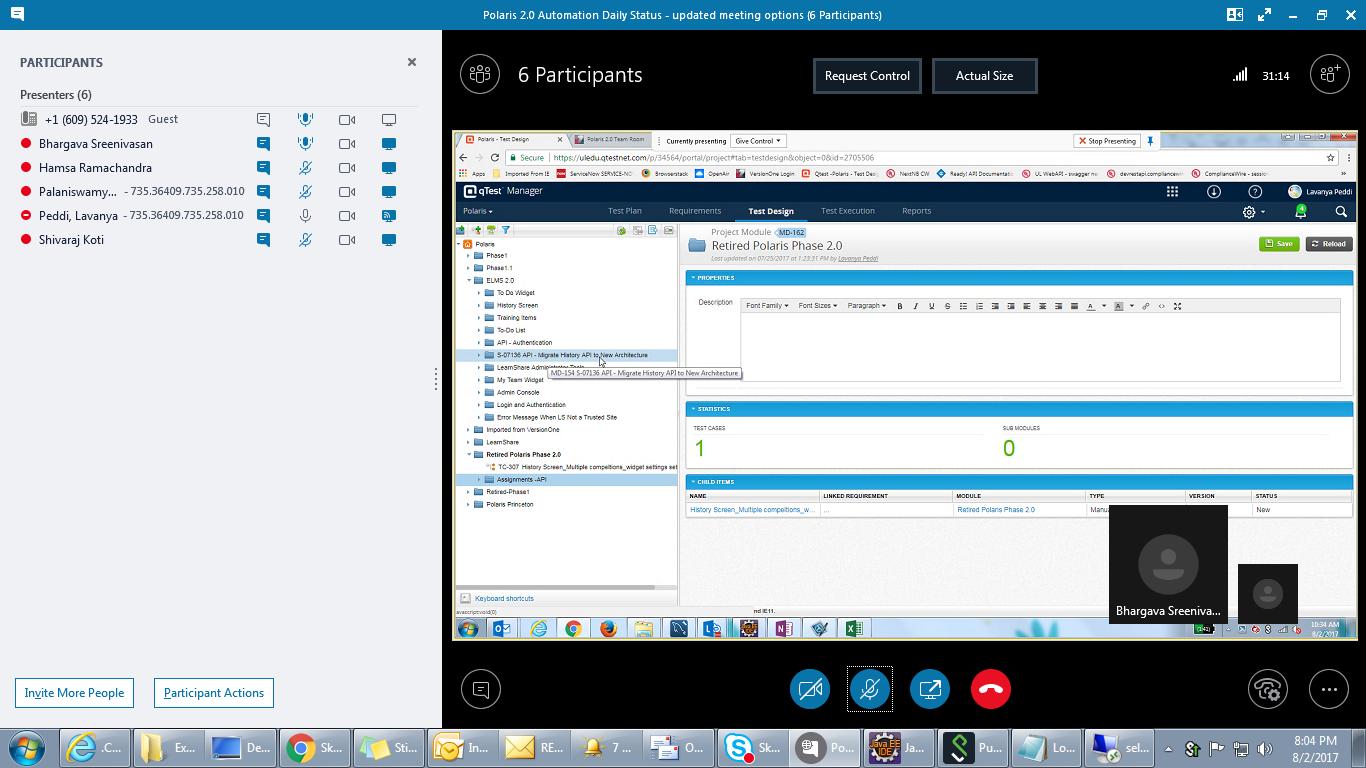 Polaris 2.0 Automation Daily Status - updated meeting options (6 Participants)
PARTICIPANTS
Presenters (6)
+1 (609) 524-1933 Guest
Bhargava Sreenivasan
Hamsa Ramachandra
Palaniswamy... - 735.36409.735.258.010
Peddi, Lavanya - 735.36409.735.258.010
Shivaraj Koti
Invite More People
Participant Actions
6 Participants
Request Control
Actual Size
31:14
Polaris - Test Design
Polaris 2.0 Team Room
Currently presenting
Give Control
Stop Presenting
Secure
https://uledu.qtestnet.com/p/34564/portal/project#tab=testdesign&object=0&id=2705506
Apps
Imported From IE
ServiceNow SERVICE-NOW
Browserstack
OpenAir
VersionOne Login
Qtest -Polaris - Test Des
NextNB CW
Ready! API Documentatic
UL WebAPI - swagger
devrestapi.compliancewi
ComplianceWire - session
qTest Manager
Lavanya Peddi
Polaris
Test Plan
Requirements
Test Design
Test Execution
Reports
4
Polaris
Phase1
Phase1.1
ELMS 2.0
To Do Widget
History Screen
Training Items
To-Do List
API - Authentication
S-07136 API - Migrate History API to New Architecture
LearnShare Administrator Tools
MD-154 S-07136 API - Migrate History API to New Architecture
My Team Widget
Admin Console
Login and Authentication
Error Message When LS Not a Trusted Site
Imported from VersionOne
LearnShare
Retired Polaris Phase 2.0
TC-307 History Screen_Multiple compeltions_widget settings set
Assignments -API
Retired-Phase1
Polaris Princeton
Keyboard shortcuts
javascript:void(0)
Project Module
MD-162
Retired Polaris Phase 2.0
Last updated on 07/25/2017 at 1:23:31 PM by Lavanya Peddi
Save
Reload
PROPERTIES
Description
Font Family
Font Sizes
Paragraph
B
I
U
S
A
A
STATISTICS
TEST CASES
SUB MODULES
1
0
CHILD ITEMS
NAME LINKED REQUIREMENT MODULE TYPE VERSION STATUS
History Screen_Multiple compeltions_w... ... Retired Polaris Phase 2.0 Manu New
nd IE11.
Bhargava Sreeniva...
10:34 AM
8/2/2017
.C...
Ex...
De...
Sk...
Sti...
In...
RE...
7 ...
O...
Sk...
Po...
Java EE
IDE
Ja...
Pu...
Lo...
sel...
8:04 PM
8/2/2017